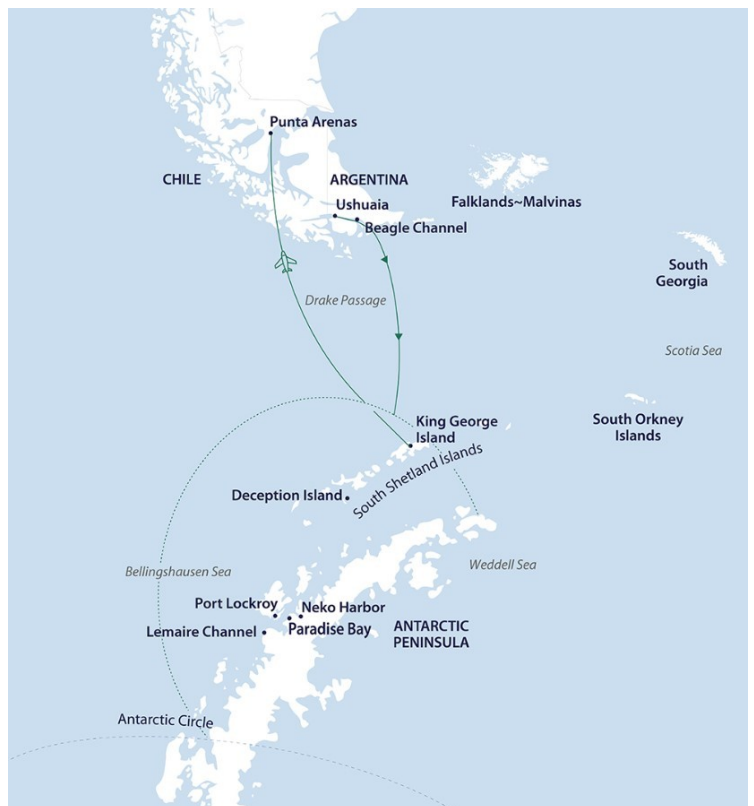 Punta Arenas
CHILE
ARGENTINA
Ushuaia
Falklands~Malvinas
Beagle Channel
South
Georgia
Drake Passage
Scotia Sea
King George
Island
South Orkney
Islands
South Shetland Islands
Deception Island
Bellingshausen Sea
Weddell Sea
Port Lockroy
Neko Harbor
Lemaire Channel
Paradise Bay
ANTARCTIC
PENINSULA
Antarctic Circle